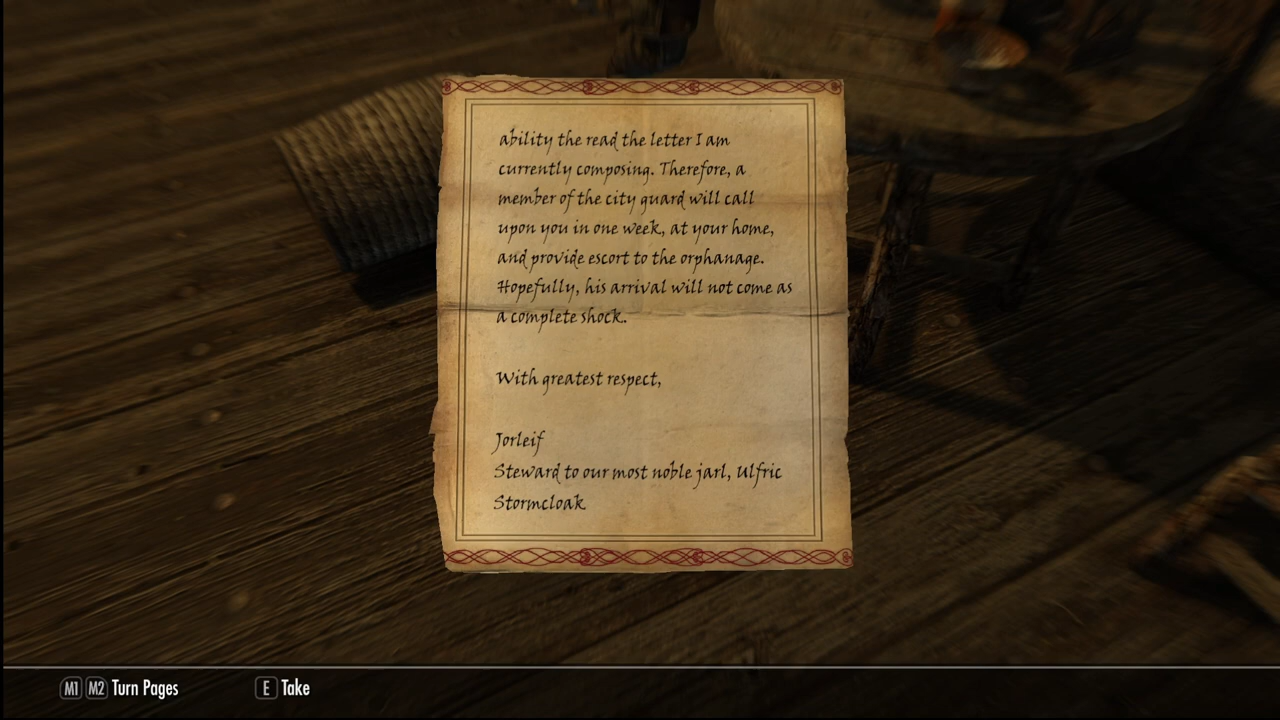 ability the read the letter I am
currently composing. Therefore, a
member of the city guard will call
upon you in one week, at your home,
and provide escort to the orphanage.
Hopefully, his arrival will not come as
a complete shock.
With greatest respect,
Jorleif
Steward to our most noble jarl, Ulfric
Stormcloak
M1 M2 Turn Pages
E Take